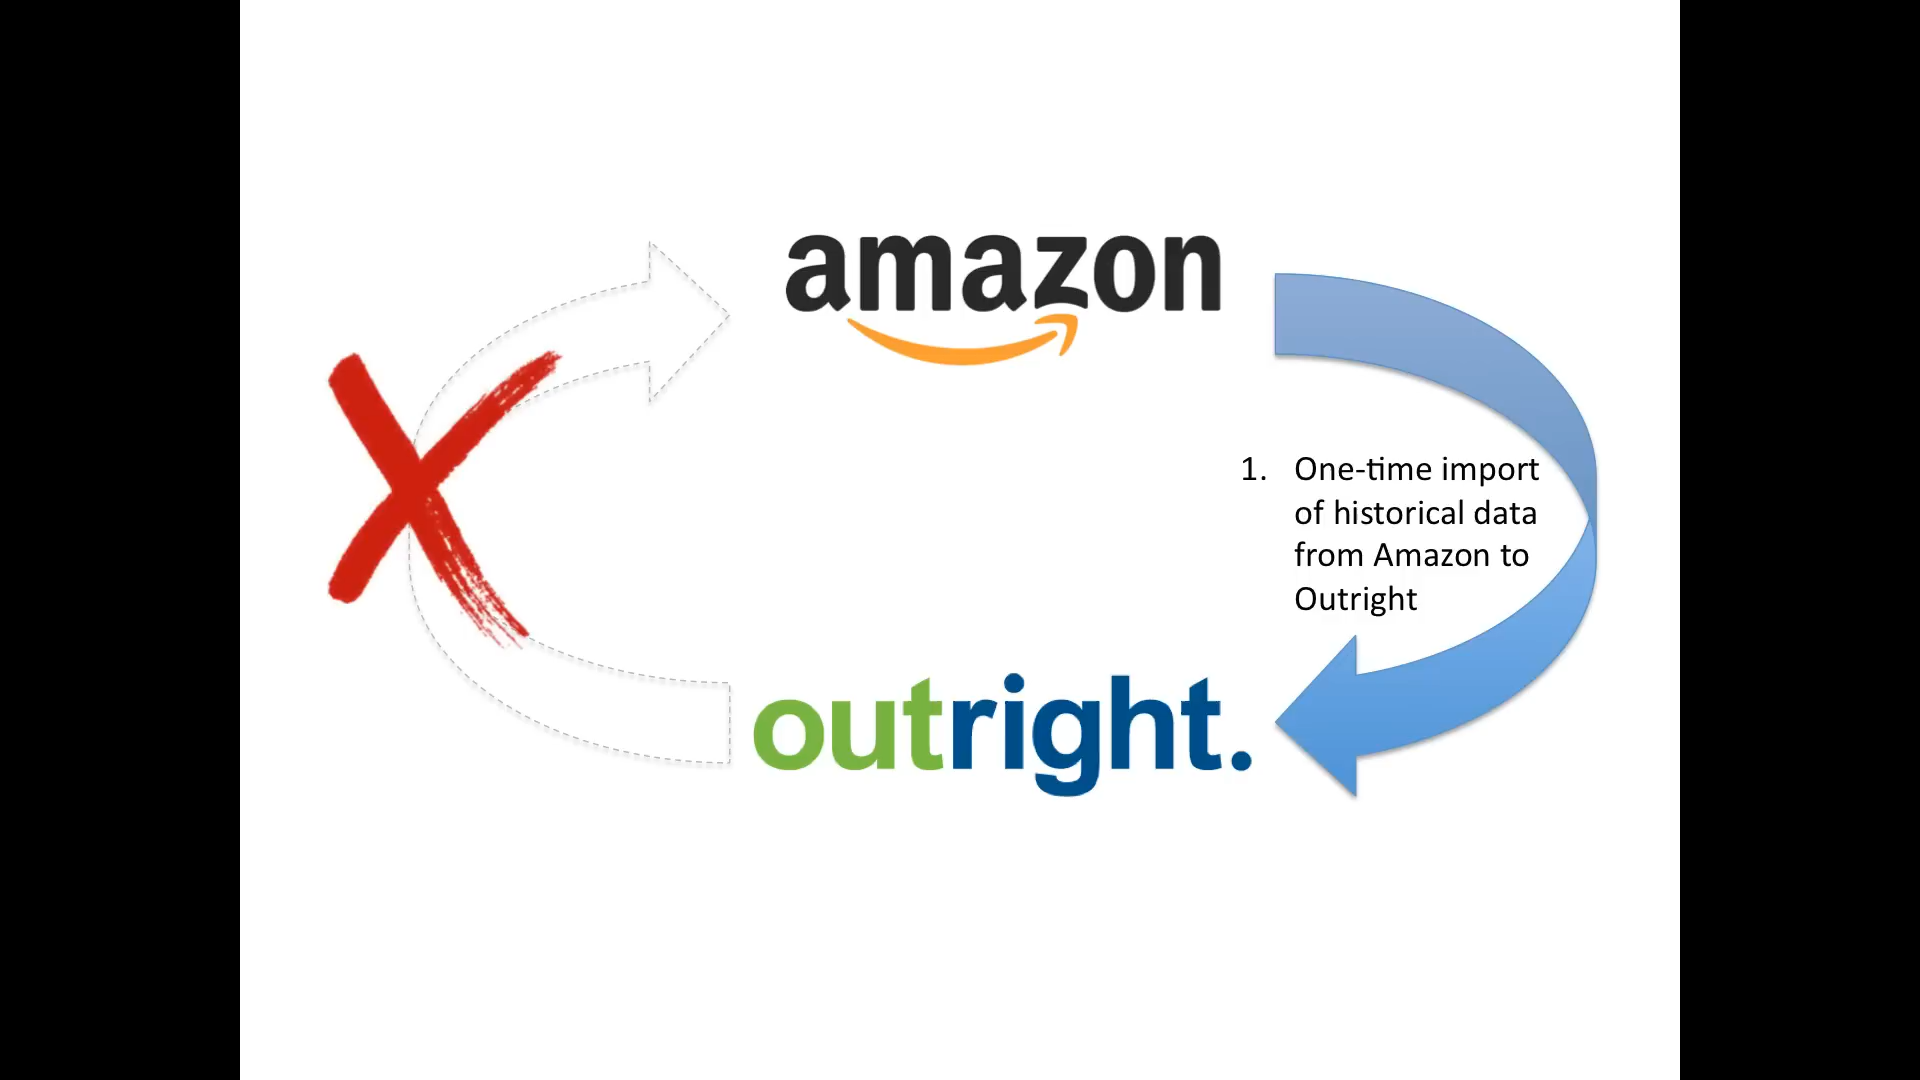 amazon
1. One-time import
of historical data
from Amazon to
Outright
outright.